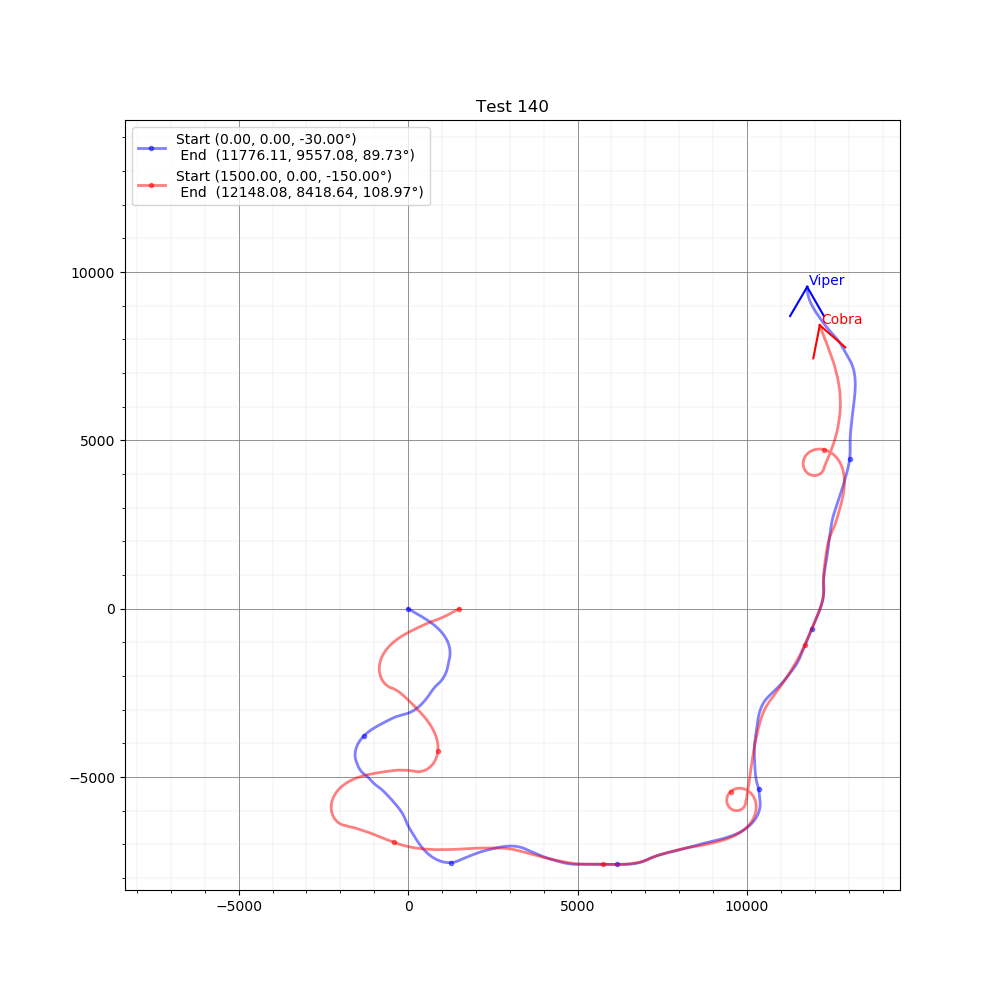 Test 140
Start (0.00, 0.00, -30.00°)
End (11776.11, 9557.08, 89.73°)
Start (1500.00, 0.00, -150.00°)
End (12148.08, 8418.64, 108.97°)
10000
5000
0
−5000
Viper
Cobra
−5000
0
5000
10000